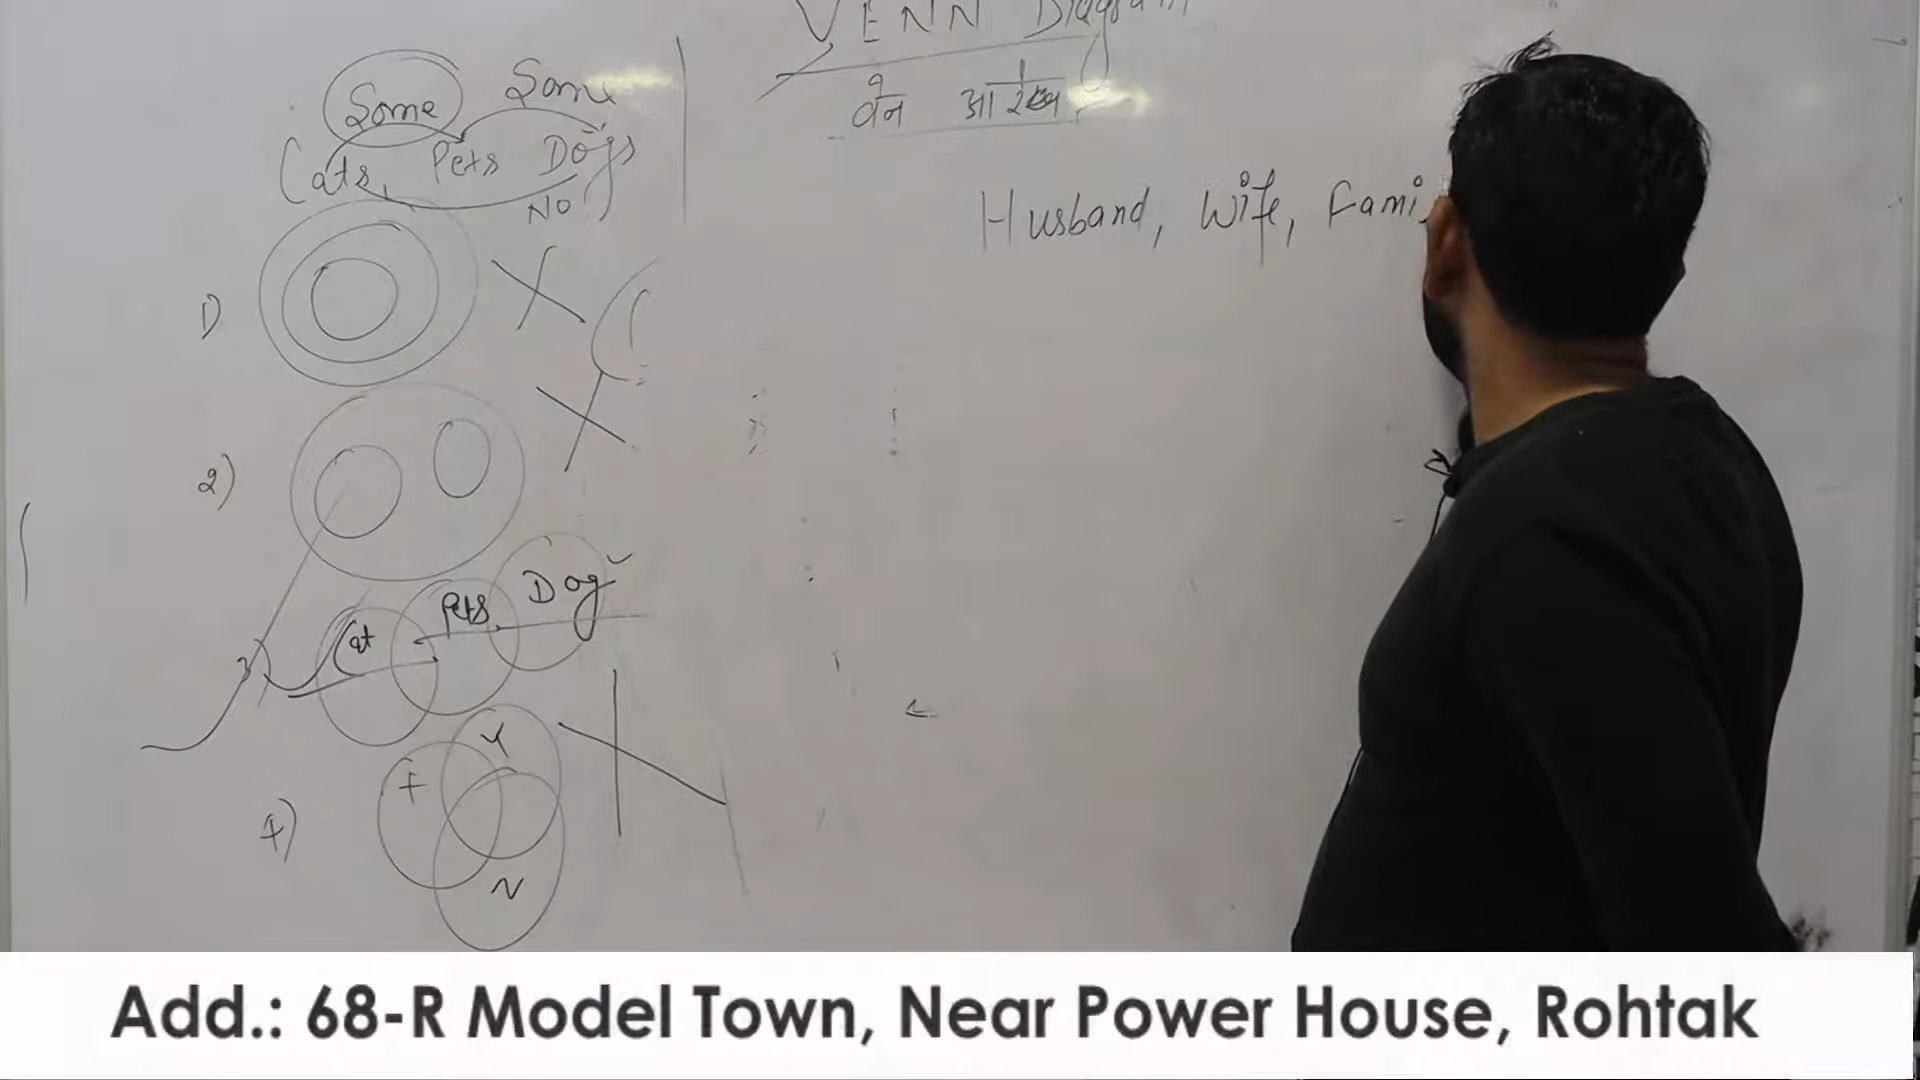 VENN Diagram
वेन आरेख
Some Some
Cats, Pets Dogs
NO
Husband, Wife, Fami
1)
2)
3)
Cat Pets Dog
4)
Y
F
N
Add.: 68-R Model Town, Near Power House, Rohtak